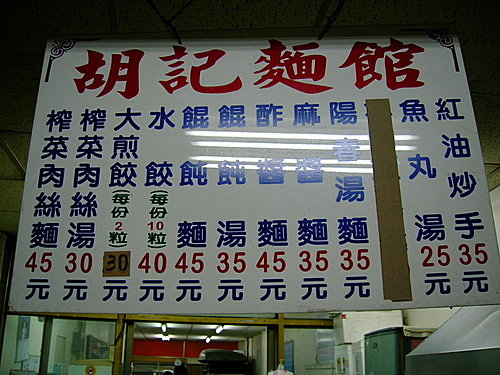 胡記麵館
紅油炒手35元
魚丸湯25元
陽春湯麵35元
麻醬麵35元
酢醬麵45元
餛飩湯35元
餛飩麵45元
水餃(每份10粒)40元
大煎餃(每份2粒)30元
榨菜肉絲湯30元
榨菜肉絲麵45元